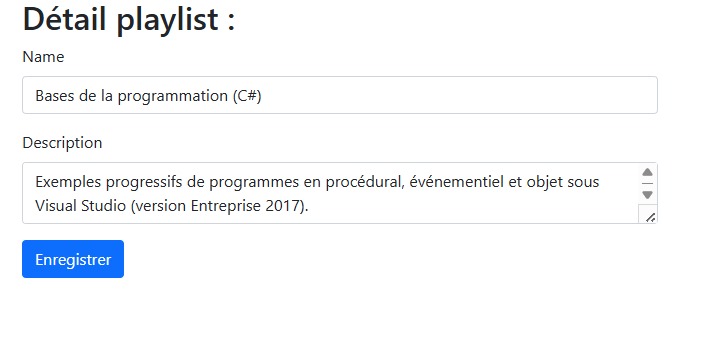 Détail playlist :
Name
Bases de la programmation (C#)
Description
Exemples progressifs de programmes en procédural, événementiel et objet sous
Visual Studio (version Entreprise 2017).
Enregistrer